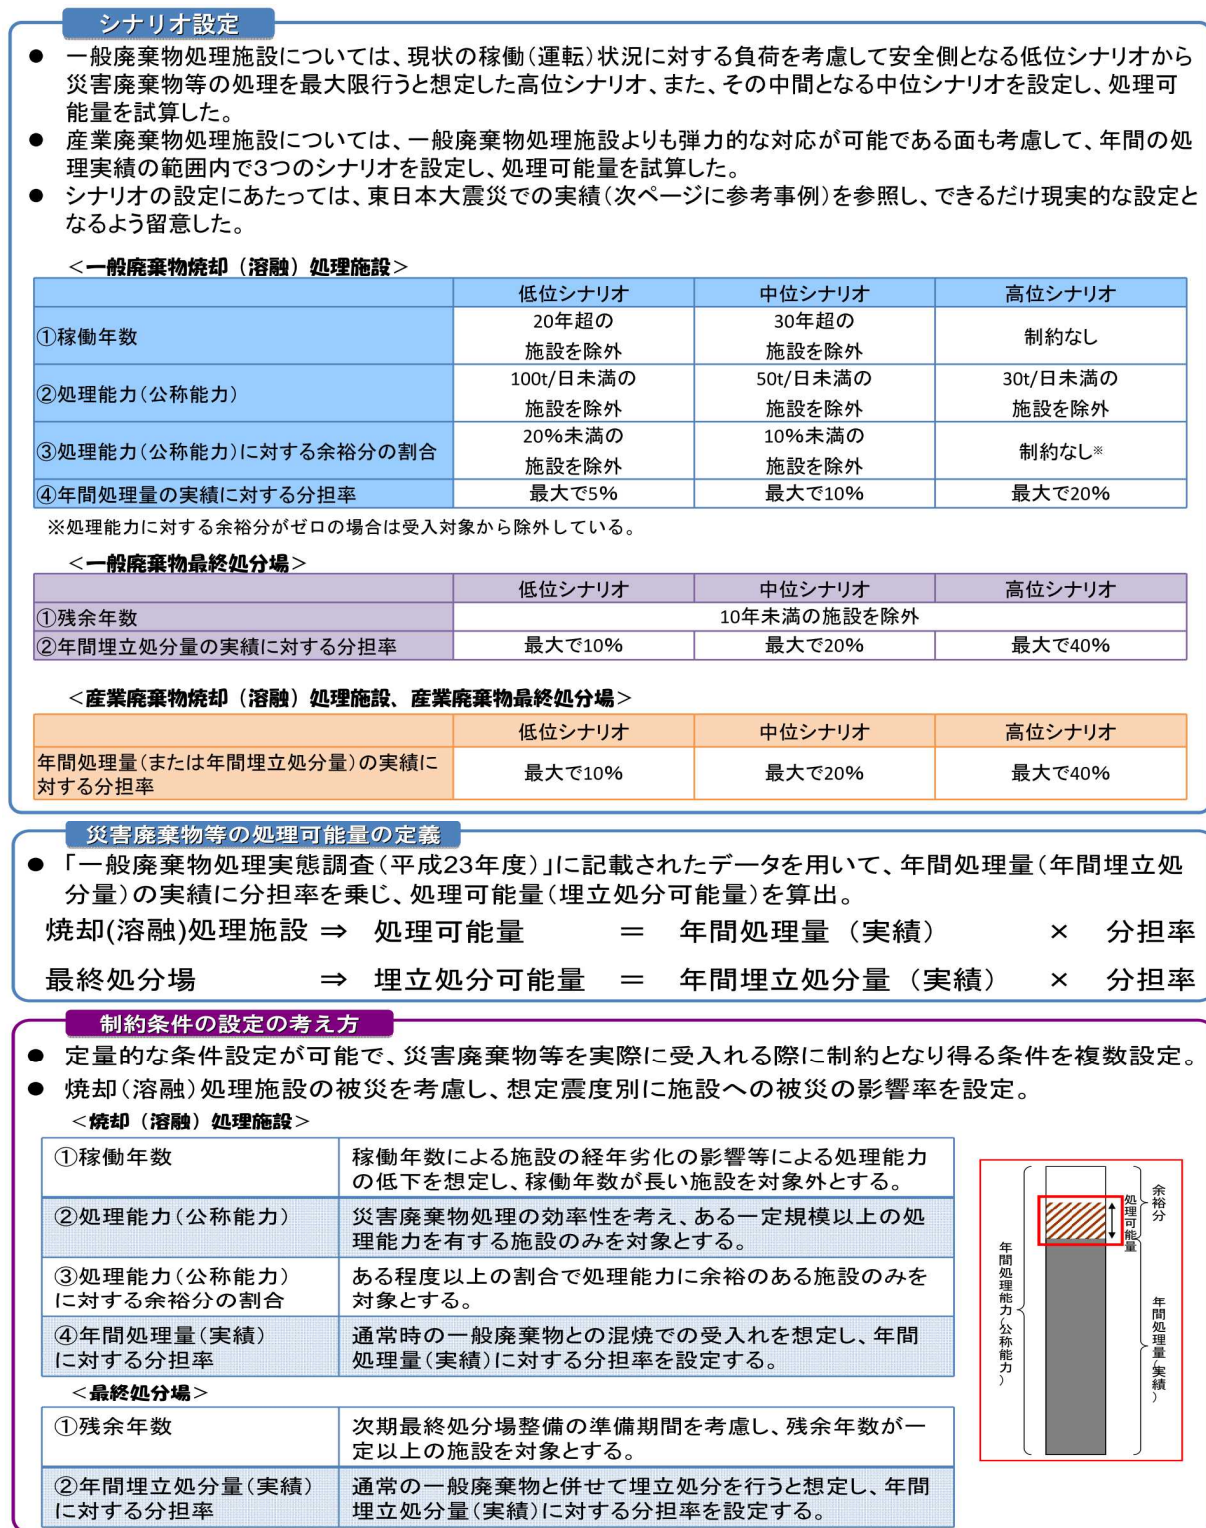 シナリオ設定
● 一般廃棄物処理施設については、現状の稼働(運転)状況に対する負荷を考慮して安全側となる低位シナリオから
災害廃棄物等の処理を最大限行うと想定した高位シナリオ、また、その中間となる中位シナリオを設定し、処理可
能量を試算した。
● 産業廃棄物処理施設については、一般廃棄物処理施設よりも弾力的な対応が可能である面も考慮して、年間の処
理実績の範囲内で3つのシナリオを設定し、処理可能量を試算した。
● シナリオの設定にあたっては、東日本大震災での実績(次ページに参考事例)を参照し、できるだけ現実的な設定と
なるよう留意した。
<一般廃棄物焼却(溶融)処理施設>
低位シナリオ 中位シナリオ 高位シナリオ
①稼働年数 20年超の施設を除外 30年超の施設を除外 制約なし
②処理能力(公称能力) 100t/日未満の施設を除外 50t/日未満の施設を除外 30t/日未満の施設を除外
③処理能力(公称能力)に対する余裕分の割合 20%未満の施設を除外 10%未満の施設を除外 制約なし※
④年間処理量の実績に対する分担率 最大で5% 最大で10% 最大で20%
※処理能力に対する余裕分がゼロの場合は受入対象から除外している。
<一般廃棄物最終処分場>
低位シナリオ 中位シナリオ 高位シナリオ
①残余年数 10年未満の施設を除外
②年間埋立処分量の実績に対する分担率 最大で10% 最大で20% 最大で40%
<産業廃棄物焼却(溶融)処理施設、産業廃棄物最終処分場>
低位シナリオ 中位シナリオ 高位シナリオ
年間処理量(または年間埋立処分量)の実績に
対する分担率 最大で10% 最大で20% 最大で40%
災害廃棄物等の処理可能量の定義
● 「一般廃棄物処理実態調査(平成23年度)」に記載されたデータを用いて、年間処理量(年間埋立処
分量)の実績に分担率を乗じ、処理可能量(埋立処分可能量)を算出。
焼却(溶融)処理施設 ⇒ 処理可能量 = 年間処理量(実績) × 分担率
最終処分場 ⇒ 埋立処分可能量 = 年間埋立処分量(実績) × 分担率
制約条件の設定の考え方
● 定量的な条件設定が可能で、災害廃棄物等を実際に受入れる際に制約となり得る条件を複数設定。
● 焼却(溶融)処理施設の被災を考慮し、想定震度別に施設への被災の影響率を設定。
<焼却(溶融)処理施設>
①稼働年数 稼働年数による施設の経年劣化の影響等による処理能力
の低下を想定し、稼働年数が長い施設を対象外とする。
②処理能力(公称能力) 災害廃棄物処理の効率性を考え、ある一定規模以上の処
理能力を有する施設のみを対象とする。
③処理能力(公称能力) ある程度以上の割合で処理能力に余裕のある施設のみを
に対する余裕分の割合 対象とする。
④年間処理量(実績) 通常時の一般廃棄物との混焼での受入れを想定し、年間
に対する分担率 処理量(実績)に対する分担率を設定する。
<最終処分場>
①残余年数 次期最終処分場整備の準備期間を考慮し、残余年数が一
定以上の施設を対象とする。
②年間埋立処分量(実績) 通常の一般廃棄物と併せて埋立処分を行うと想定し、年間
に対する分担率 埋立処分量(実績)に対する分担率を設定する。
年間処理能力(公称能力)
処理可能量
余裕分
年間処理量(実績)